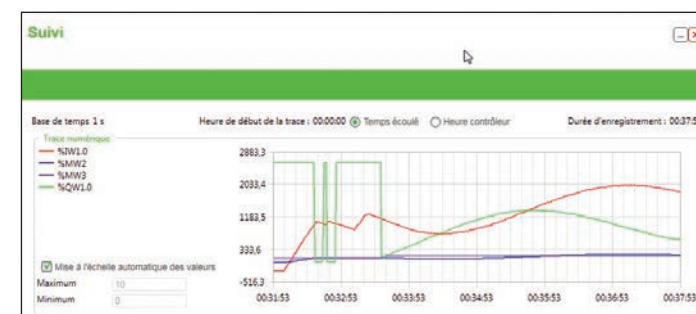 Suivi
Base de temps 1 s Heure de début de la trace : 00:00:00 Temps écoulé Heure contrôleur Durée d'enregistrement : 00:37:5
Trace numérique
%IW1.0
%MW2
%MW3
%QW1.0
2883,3
2033,4
1183,5
333,6
-516,3
Mise à l'échelle automatique des valeurs
Maximum 10
Minimum 0
00:31:53 00:32:53 00:33:53 00:34:53 00:35:53 00:36:53 00:37:53